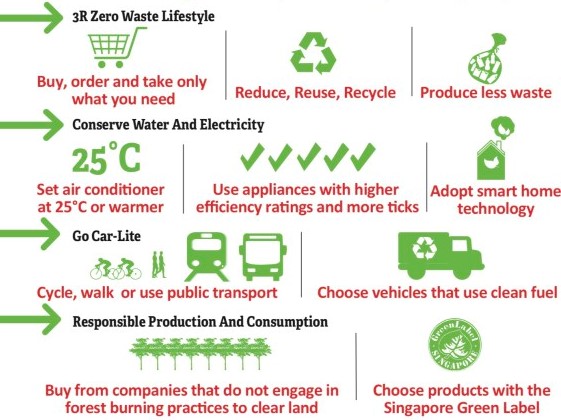 3R Zero Waste Lifestyle
Buy, order and take only
what you need
Reduce, Reuse, Recycle
Produce less waste
Conserve Water And Electricity
25°C
Set air conditioner
at 25°C or warmer
Use appliances with higher
efficiency ratings and more ticks
Adopt smart home
technology
Go Car-Lite
Cycle, walk or use public transport
Choose vehicles that use clean fuel
Responsible Production And Consumption
Buy from companies that do not engage in
forest burning practices to clear land
GreenLabel
SINGAPORE
Choose products with the
Singapore Green Label